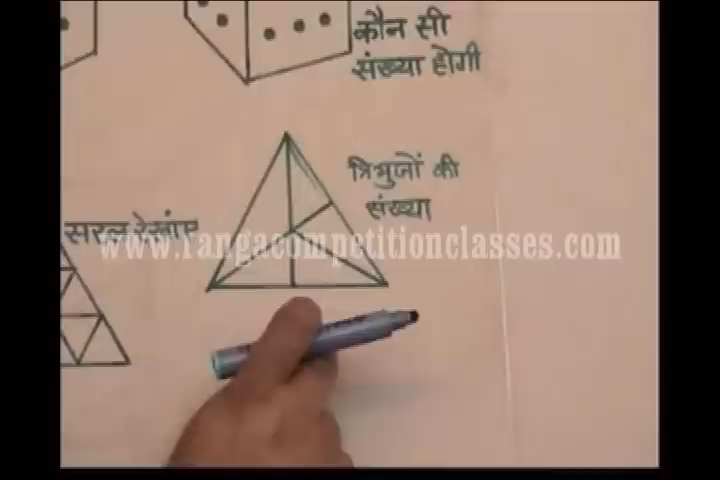 कौन सी
संख्या होगी
त्रिभुजों की
संख्या
सरल रेखांए
www.rangacompetitionclasses.com